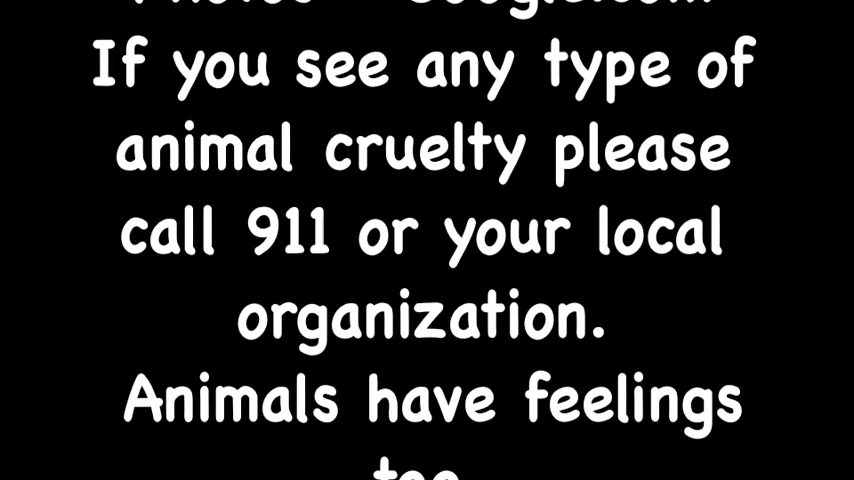 If you see any type of
animal cruelty please
call 911 or your local
organization.
Animals have feelings
too